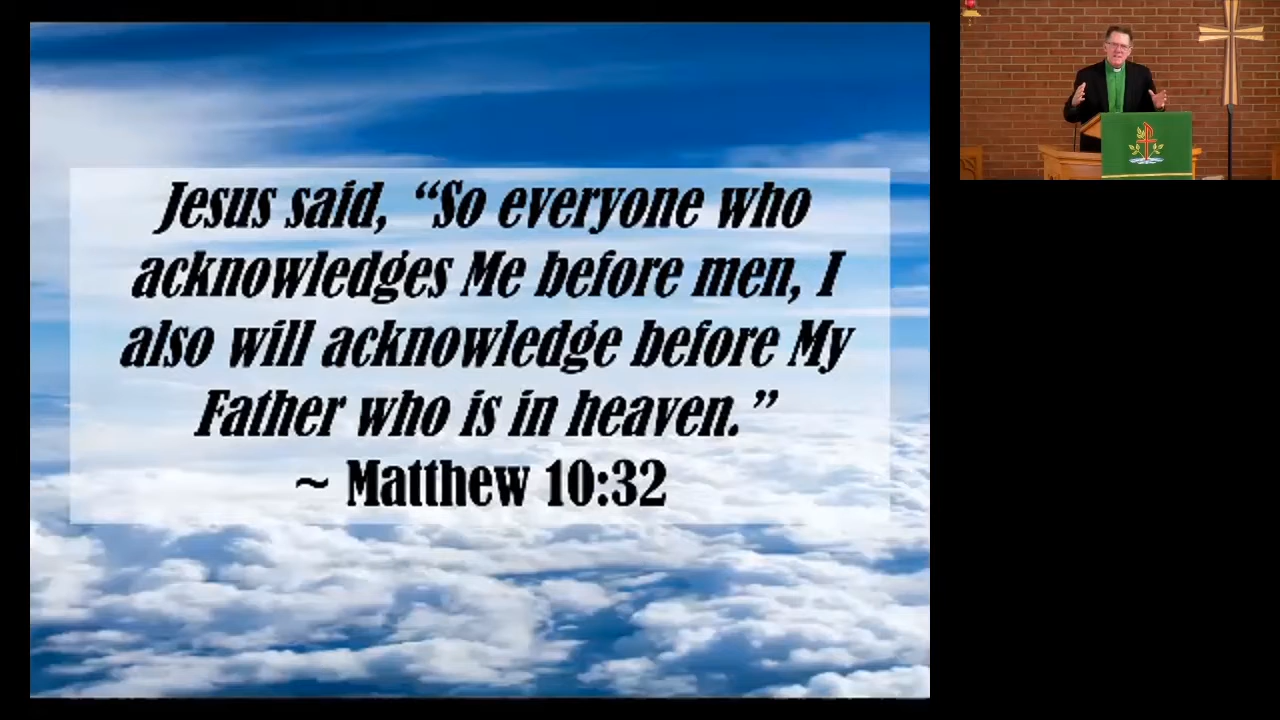 Jesus said, “So everyone who
acknowledges Me before men, I
also will acknowledge before My
Father who is in heaven.”
~ Matthew 10:32